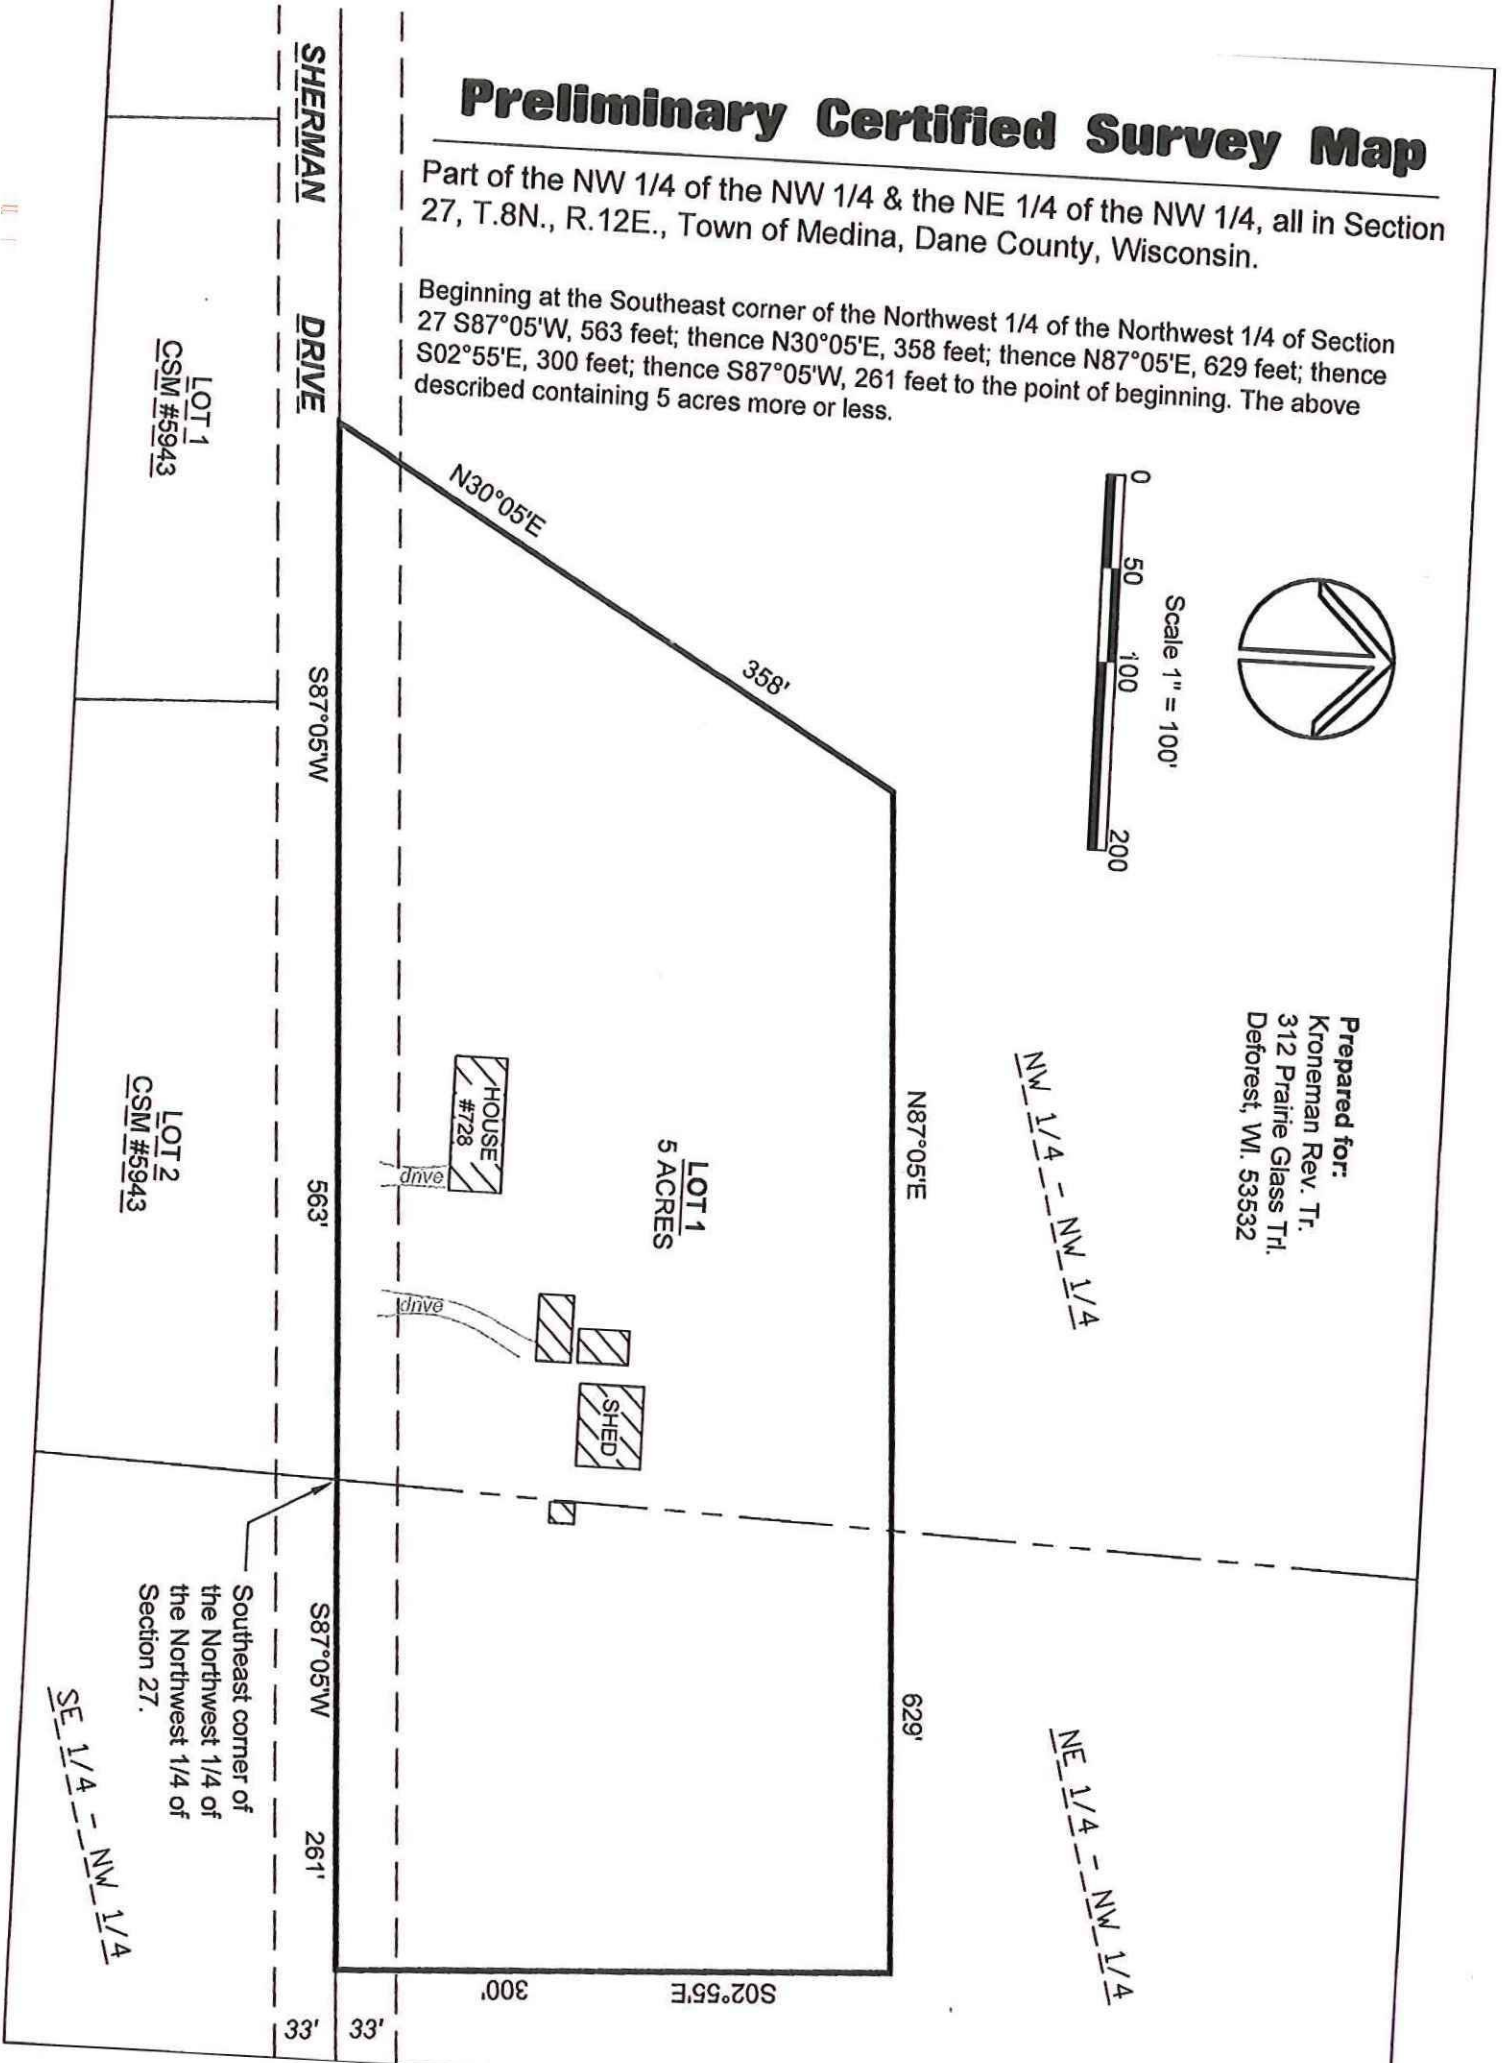 Preliminary Certified Survey Map
Part of the NW 1/4 of the NW 1/4 & the NE 1/4 of the NW 1/4, all in Section
27, T.8N., R.12E., Town of Medina, Dane County, Wisconsin.
Beginning at the Southeast corner of the Northwest 1/4 of the Northwest 1/4 of Section
27 S87°05'W, 563 feet; thence N30°05'E, 358 feet; thence N87°05'E, 629 feet; thence
S02°55'E, 300 feet; thence S87°05'W, 261 feet to the point of beginning. The above
described containing 5 acres more or less.
0 50 100 200
Scale 1" = 100'
Prepared for:
Kroneman Rev. Tr.
312 Prairie Glass Trl.
Deforest, WI. 53532
NW 1/4 - NW 1/4
NE 1/4 - NW 1/4
N87°05'E
629'
N30°05'E
358'
LOT 1
5 ACRES
HOUSE
#728
drive
drive
SHED
S02°55'E
300'
SHERMAN DRIVE
S87°05'W
563'
S87°05'W
261'
33'
33'
LOT 1
CSM #5943
LOT 2
CSM #5943
Southeast corner of
the Northwest 1/4 of
the Northwest 1/4 of
Section 27.
SE 1/4 - NW 1/4